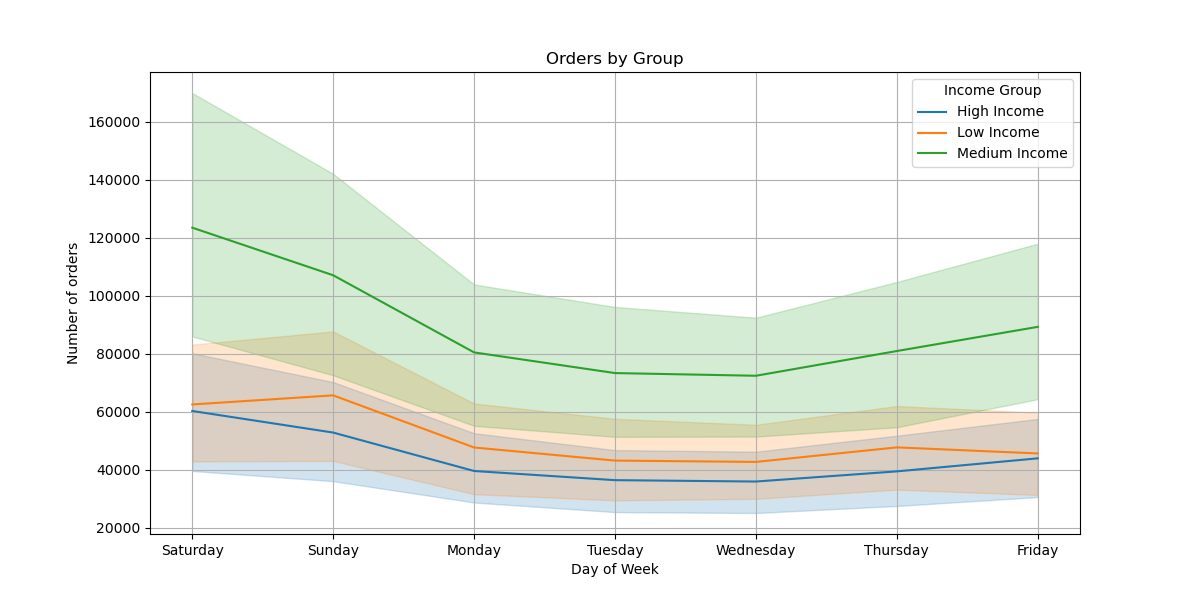 Orders by Group
Income Group
High Income
Low Income
Medium Income
Number of orders
160000
140000
120000
100000
80000
60000
40000
20000
Saturday Sunday Monday Tuesday Wednesday Thursday Friday
Day of Week